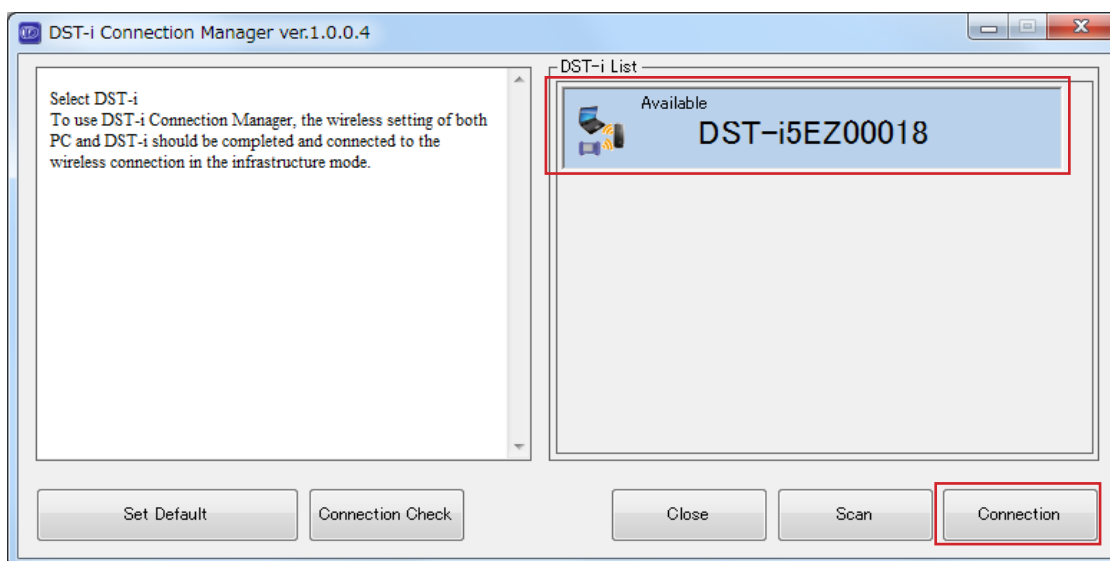 DST-i Connection Manager ver.1.0.0.4
Select DST-i
To use DST-i Connection Manager, the wireless setting of both
PC and DST-i should be completed and connected to the
wireless connection in the infrastructure mode.
DST-i List
Available
DST-i5EZ00018
Set Default
Connection Check
Close
Scan
Connection